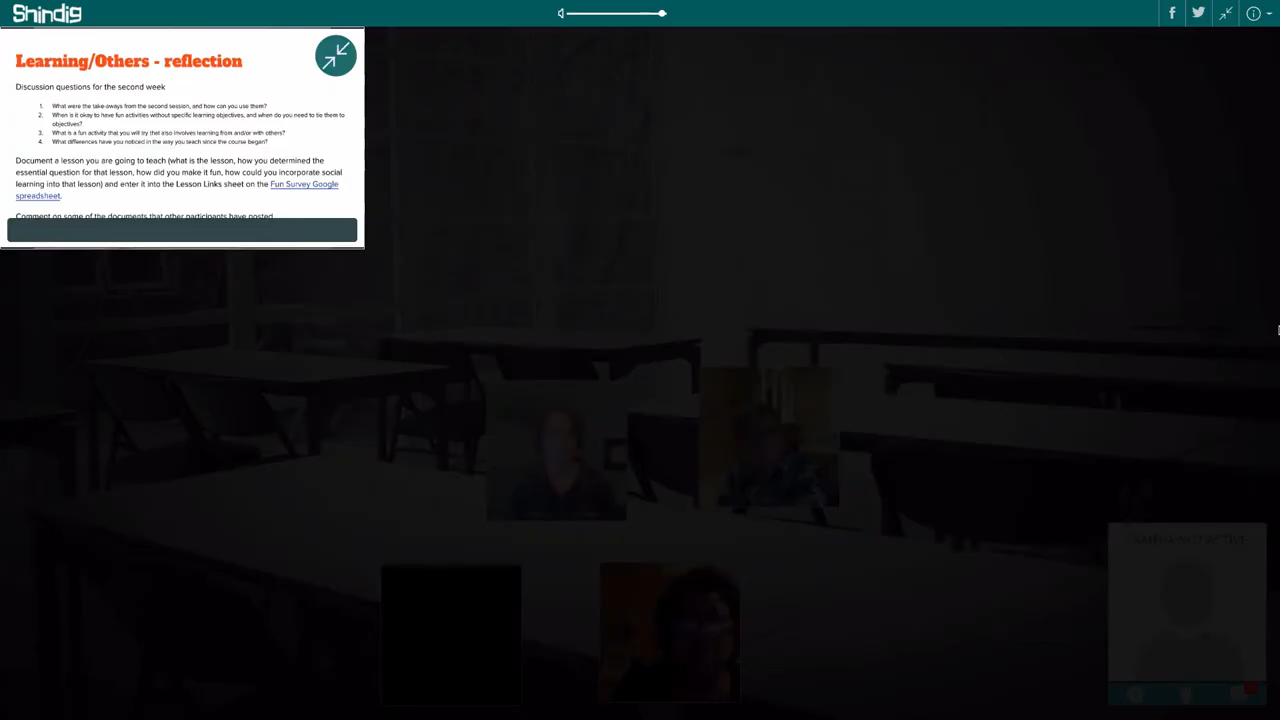 Shindig
Learning/Others - reflection
Discussion questions for the second week
1. What were the take-aways from the second session, and how can you use them?
2. When is it okay to have fun activities without specific learning objectives, and when do you need to tie them to
objectives?
3. What is a fun activity that you will try that also involves learning from and/or with others?
4. What differences have you noticed in the way you teach since the course began?
Document a lesson you are going to teach (what is the lesson, how you determined the
essential question for that lesson, how did you make it fun, how could you incorporate social
learning into that lesson) and enter it into the Lesson Links sheet on the Fun Survey Google
spreadsheet.
Comment on some of the documents that other participants have posted
CAMERA NOT ACTIVE